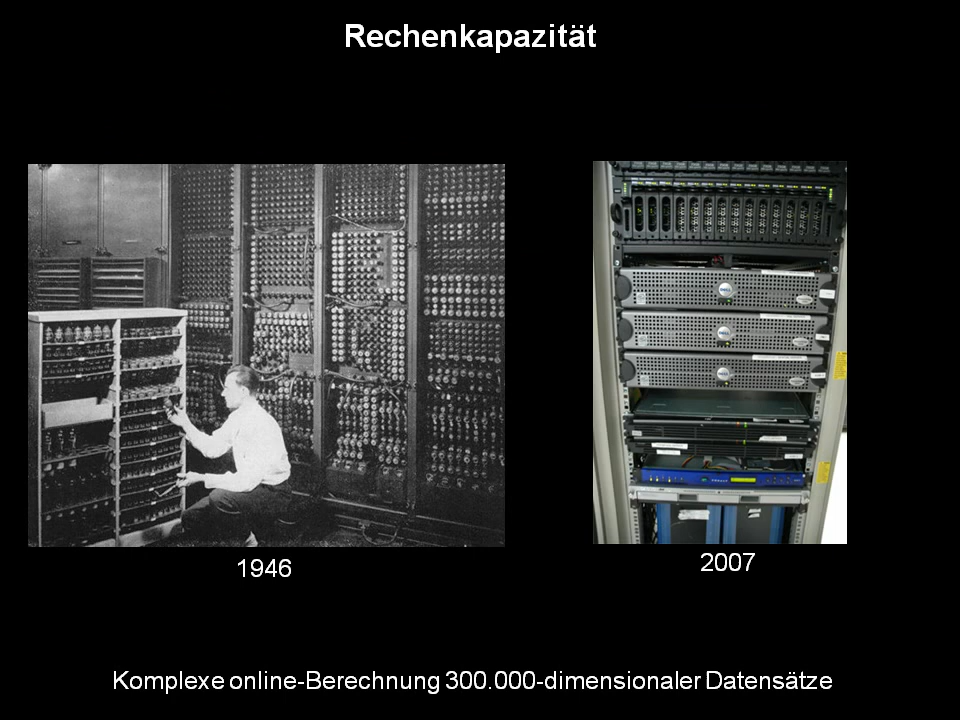 Rechenkapazität
1946
2007
Komplexe online-Berechnung 300.000-dimensionaler Datensätze